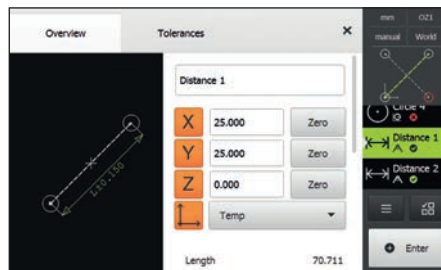 Overview
Tolerances
×
mm
OZ1
manual
World
Distance 1
X
25.000
Zero
Y
25.000
Zero
Z
0.000
Zero
Temp
Length
70.711
Circle 4
Distance 1
Distance 2
Enter